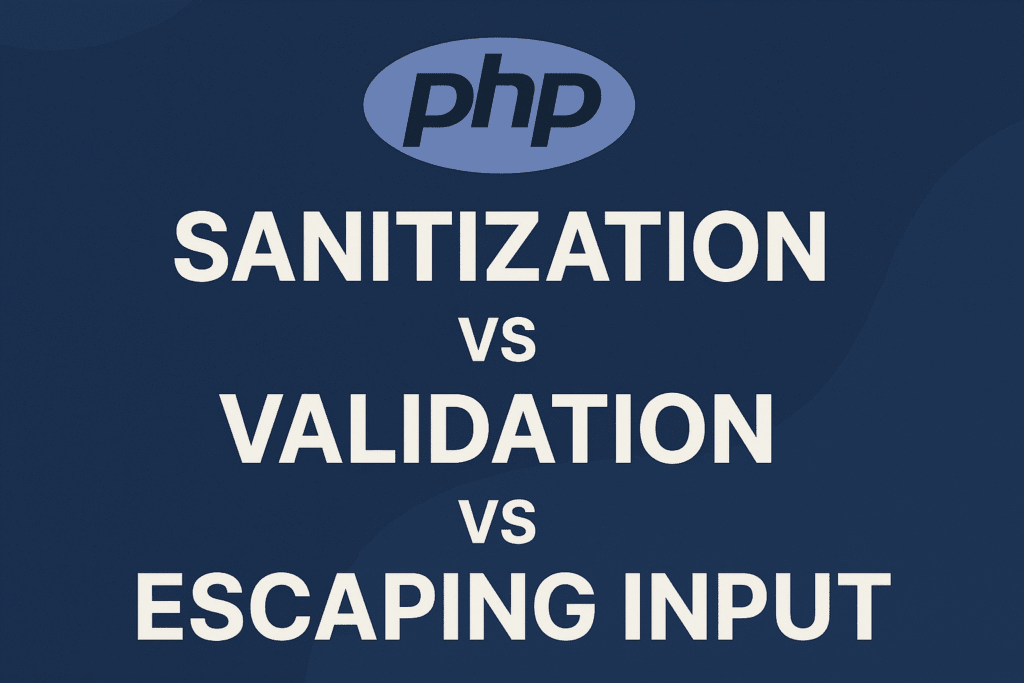 php
SANITIZATION
VS
VALIDATION
VS
ESCAPING INPUT